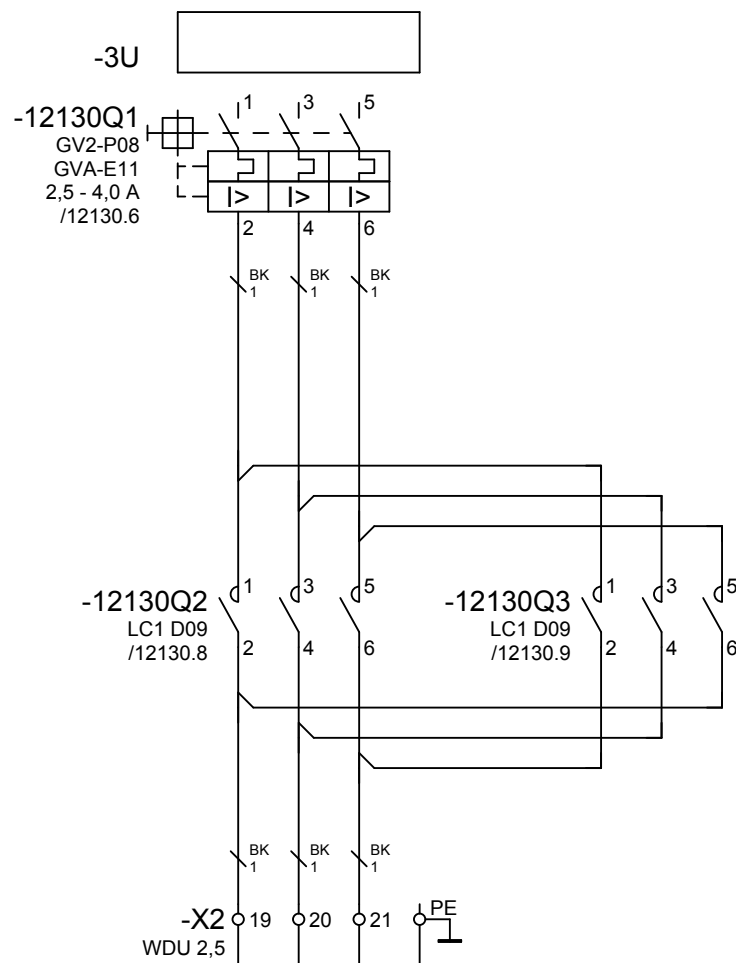 -3U
1 3 5
-12130Q1
GV2-P08
GVA-E11
2,5 - 4,0 A
/12130.6
I> I> I>
2 4 6
BK BK BK
1 1 1
1 3 5 1 3 5
-12130Q2 -12130Q3
LC1 D09 LC1 D09
/12130.8 /12130.9
2 4 6 2 4 6
BK BK BK
1 1 1
-X2 19 20 21 PE
WDU 2,5